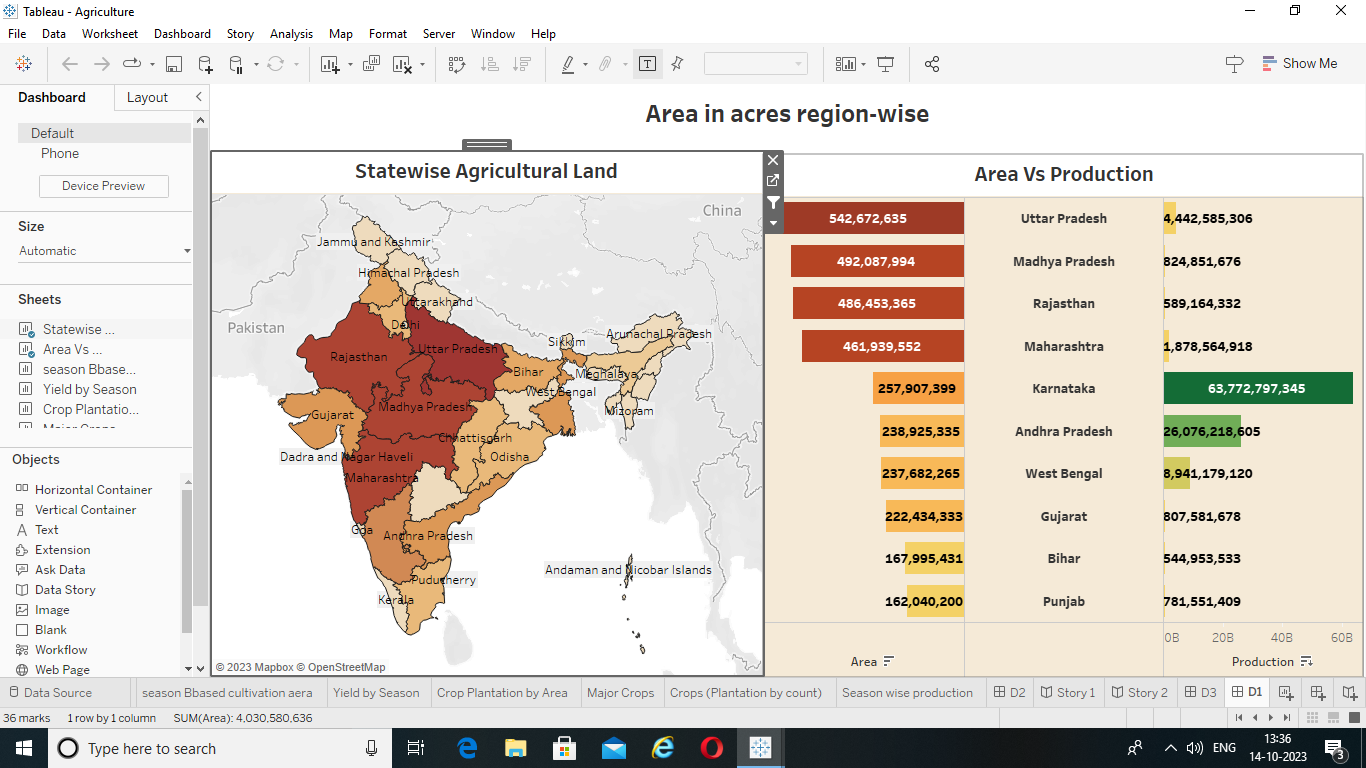 Tableau - Agriculture
File Data Worksheet Dashboard Story Analysis Map Format Server Window Help
Show Me
Dashboard Layout
Default
Phone
Device Preview
Size
Automatic
Sheets
Statewise ...
Area Vs ...
season Bbase...
Yield by Season
Crop Plantatio...
Major Crops
Objects
Horizontal Container
Vertical Container
Text
Extension
Ask Data
Data Story
Image
Blank
Workflow
Web Page
Area in acres region-wise
Statewise Agricultural Land
China
Jammu and Kashmir
Himachal Pradesh
Uttarakhand
Pakistan
Delhi
Arunachal Pradesh
Sikkim
Rajasthan
Uttar Pradesh
Bihar
Meghalaya
West Bengal
Gujarat
Madhya Pradesh
Mizoram
Chhattisgarh
Dadra and Nagar Haveli
Odisha
Maharashtra
Goa
Andhra Pradesh
Puducherry
Andaman and Nicobar Islands
Kerala
© 2023 Mapbox © OpenStreetMap
Area Vs Production
542,672,635 Uttar Pradesh 4,442,585,306
492,087,994 Madhya Pradesh 824,851,676
486,453,365 Rajasthan 589,164,332
461,939,552 Maharashtra 1,878,564,918
257,907,399 Karnataka 63,772,797,345
238,925,335 Andhra Pradesh 26,076,218,605
237,682,265 West Bengal 8,941,179,120
222,434,333 Gujarat 807,581,678
167,995,431 Bihar 544,953,533
162,040,200 Punjab 781,551,409
0B 20B 40B 60B
Area Production
Data Source season Bbased cultivation aera Yield by Season Crop Plantation by Area Major Crops Crops (Plantation by count) Season wise production D2 Story 1 Story 2 D3 D1
36 marks 1 row by 1 column SUM(Area): 4,030,580,636
Type here to search
ENG
13:36
14-10-2023
3